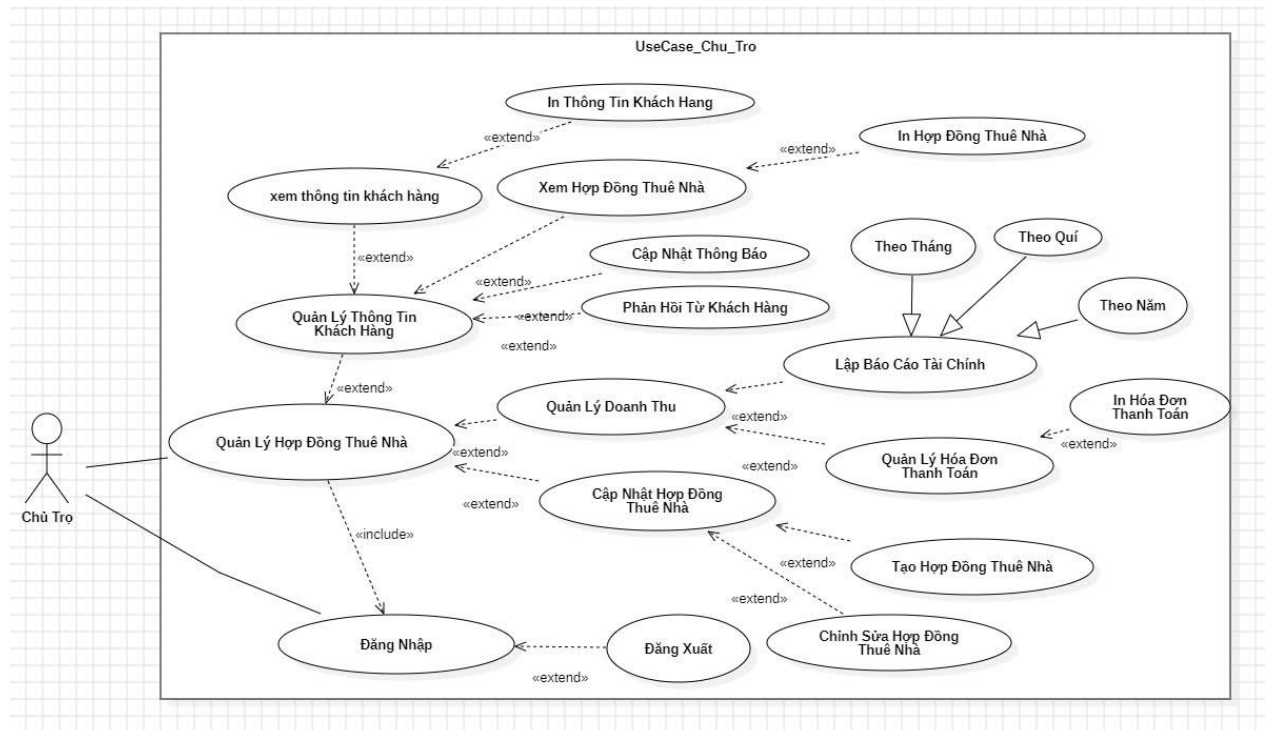 UseCase_Chu_Tro
In Thông Tin Khách Hang
«extend»
In Hợp Đồng Thuê Nhà
«extend»
xem thông tin khách hàng
Xem Hợp Đồng Thuê Nhà
«extend»
Cập Nhật Thông Báo
«extend»
Theo Tháng
Theo Quí
Theo Năm
Quản Lý Thông Tin
Khách Hàng
Phản Hồi Từ Khách Hàng
«extend»
«extend»
Lập Báo Cáo Tài Chính
«extend»
Quản Lý Doanh Thu
«extend»
In Hóa Đơn
Thanh Toán
«extend»
Quản Lý Hợp Đồng Thuê Nhà
«extend»
Quản Lý Hóa Đơn
Thanh Toán
«extend»
Cập Nhật Hợp Đồng
Thuê Nhà
«extend»
Chủ Trọ
«include»
«extend»
Tạo Hợp Đồng Thuê Nhà
«extend»
Chỉnh Sửa Hợp Đồng
Thuê Nhà
Đăng Nhập
Đăng Xuất
«extend»